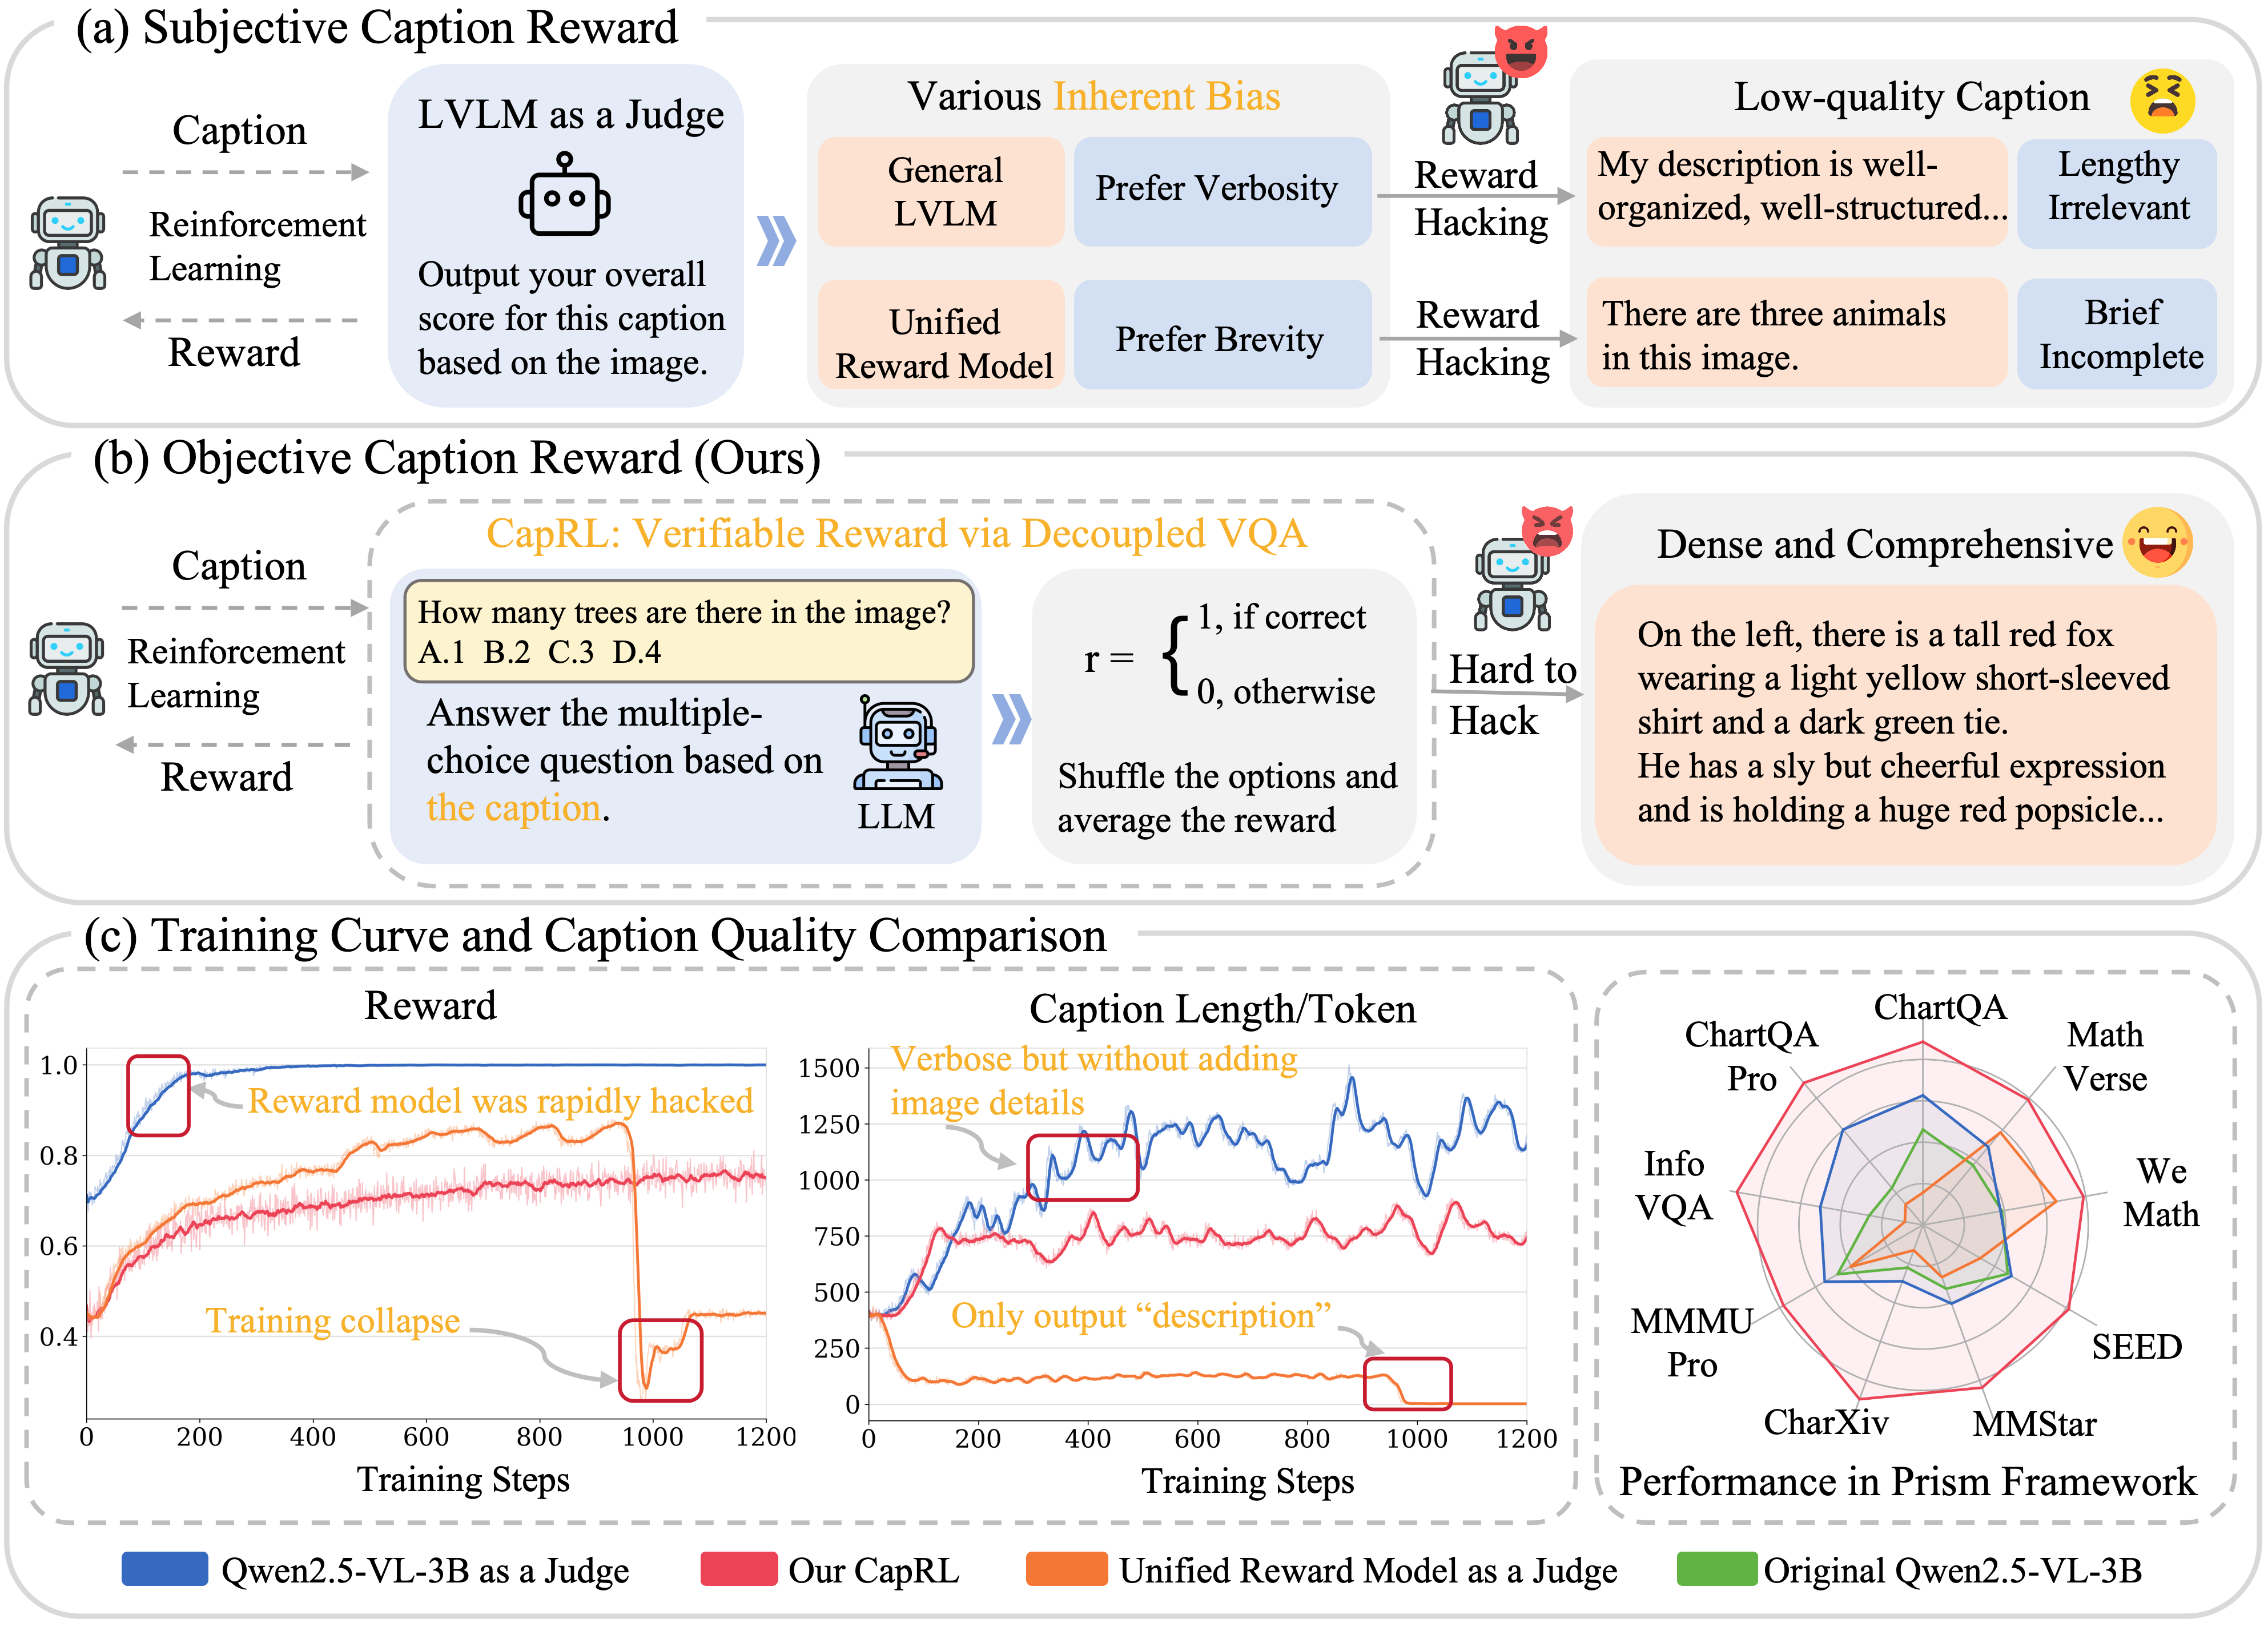 (a) Subjective Caption Reward
Caption
Reinforcement
Learning
Reward
LVLM as a Judge
Output your overall
score for this caption
based on the image.
Various Inherent Bias
General
LVLM
Prefer Verbosity
Unified
Reward Model
Prefer Brevity
Reward
Hacking
Reward
Hacking
Low-quality Caption
My description is well-
organized, well-structured...
Lengthy
Irrelevant
There are three animals
in this image.
Brief
Incomplete
(b) Objective Caption Reward (Ours)
Caption
Reinforcement
Learning
Reward
CapRL: Verifiable Reward via Decoupled VQA
How many trees are there in the image?
A.1 B.2 C.3 D.4
Answer the multiple-
choice question based on
the caption.
LLM
r = {
1, if correct
0, otherwise
Shuffle the options and
average the reward
Hard to
Hack
Dense and Comprehensive
On the left, there is a tall red fox
wearing a light yellow short-sleeved
shirt and a dark green tie.
He has a sly but cheerful expression
and is holding a huge red popsicle...
(c) Training Curve and Caption Quality Comparison
Reward
1.0
0.8
0.6
0.4
0 200 400 600 800 1000 1200
Training Steps
Reward model was rapidly hacked
Training collapse
Caption Length/Token
1500
1250
1000
750
500
250
0
0 200 400 600 800 1000 1200
Training Steps
Verbose but without adding
image details
Only output “description”
ChartQA
Math
Verse
We
Math
SEED
MMStar
CharXiv
MMMU
Pro
Info
VQA
ChartQA
Pro
Performance in Prism Framework
Qwen2.5-VL-3B as a Judge
Our CapRL
Unified Reward Model as a Judge
Original Qwen2.5-VL-3B